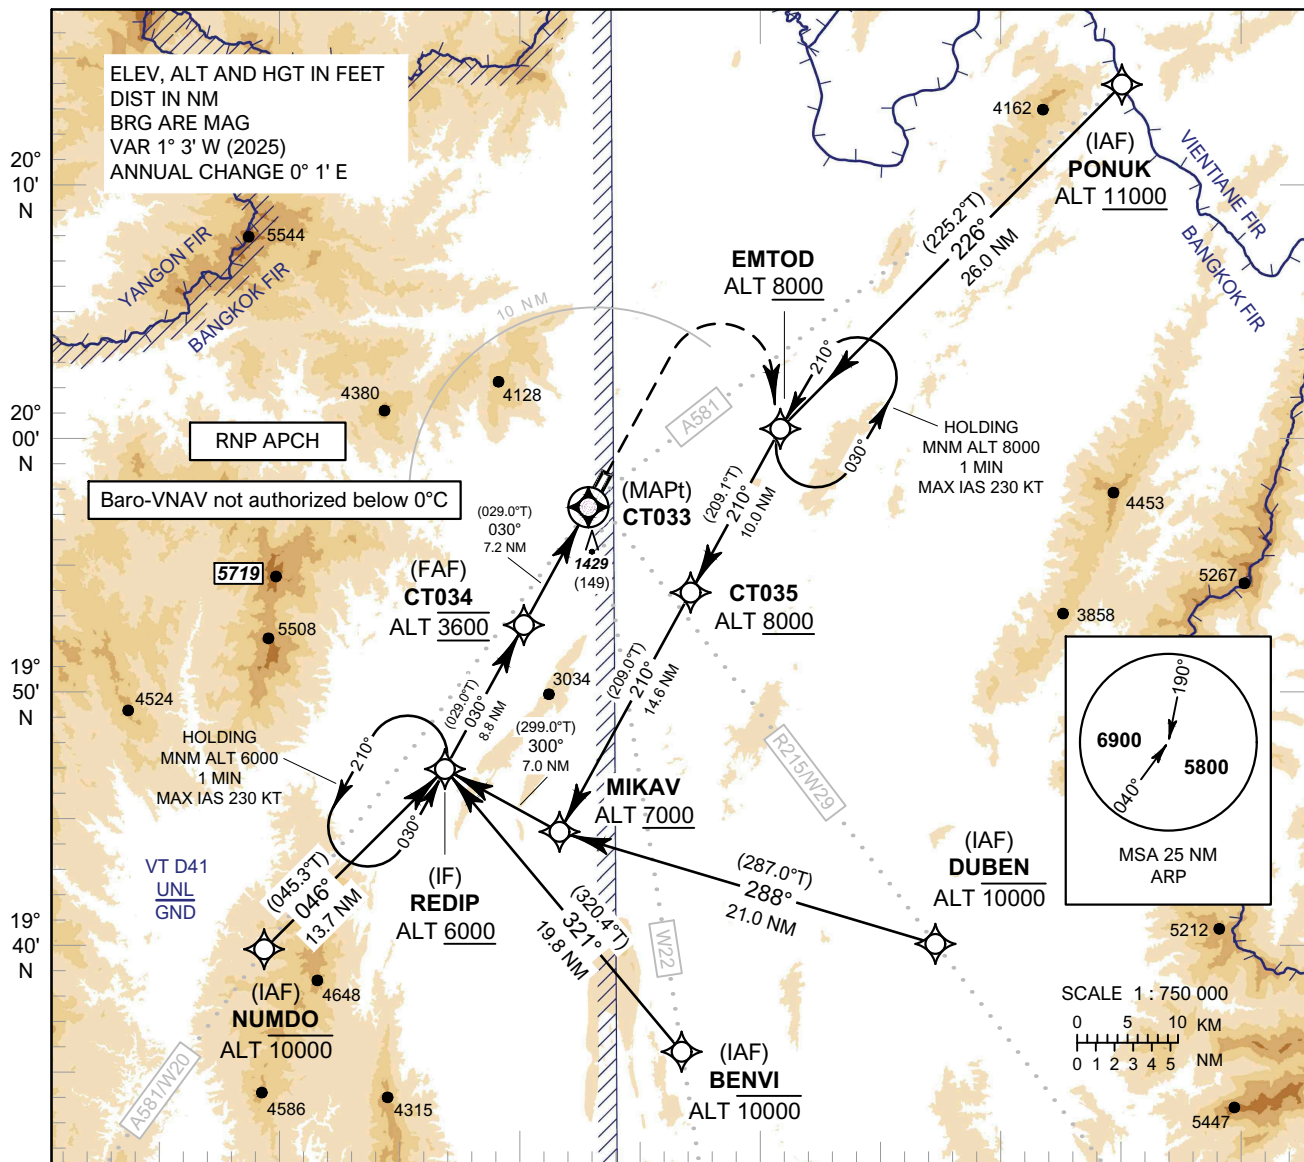 ELEV, ALT AND HGT IN FEET
DIST IN NM
BRG ARE MAG
VAR 1° 3' W (2025)
ANNUAL CHANGE 0° 1' E
20°
10'
N
4162
(IAF)
PONUK
ALT 11000
VIENTIANE FIR
BANGKOK FIR
5544
YANGON FIR
BANGKOK FIR
(225.2°T)
226°
26.0 NM
EMTOD
ALT 8000
10 NM
210°
030°
4380
4128
A581
HOLDING
MNM ALT 8000
1 MIN
MAX IAS 230 KT
20°
00'
N
RNP APCH
Baro-VNAV not authorized below 0°C
(MAPt)
CT033
(209.1°T)
210°
10.0 NM
4453
(029.0°T)
030°
7.2 NM
1429
(149)
5719
(FAF)
CT034
ALT 3600
CT035
ALT 8000
5267
3858
5508
19°
50'
N
4524
3034
(209.0°T)
210°
14.6 NM
(029.0°T)
030°
8.8 NM
(299.0°T)
300°
7.0 NM
HOLDING
MNM ALT 6000
1 MIN
MAX IAS 230 KT
210°
030°
R215/W29
190°
6900
5800
040°
MSA 25 NM
ARP
MIKAV
ALT 7000
VT D41
UNL
GND
(045.3°T)
046°
13.7 NM
(IF)
REDIP
ALT 6000
(320.4°T)
321°
19.8 NM
(287.0°T)
288°
21.0 NM
(IAF)
DUBEN
ALT 10000
19°
40'
N
W22
5212
(IAF)
NUMDO
ALT 10000
4648
SCALE 1 : 750 000
0 5 10 KM
0 1 2 3 4 5 NM
(IAF)
BENVI
ALT 10000
A581/W20
4586
4315
5447